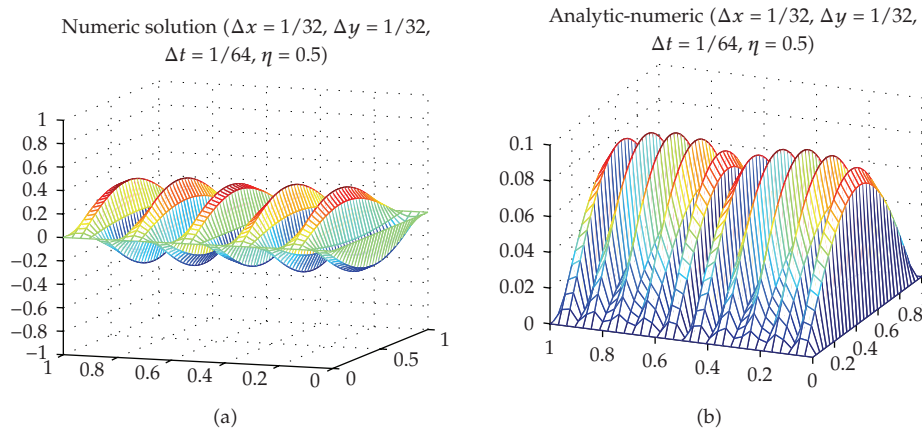 Numeric solution (Δx = 1/32, Δy = 1/32,
Δt = 1/64, η = 0.5)
1
0.8
0.6
0.4
0.2
0
−0.2
−0.4
−0.6
−0.8
−1
1 0.8 0.6 0.4 0.2 0
0 0.5 1
(a)
Analytic-numeric (Δx = 1/32, Δy = 1/32,
Δt = 1/64, η = 0.5)
0.1
0.08
0.06
0.04
0.02
0
1 0.8 0.6 0.4 0.2 0
0.2 0.4 0.6 0.8
(b)